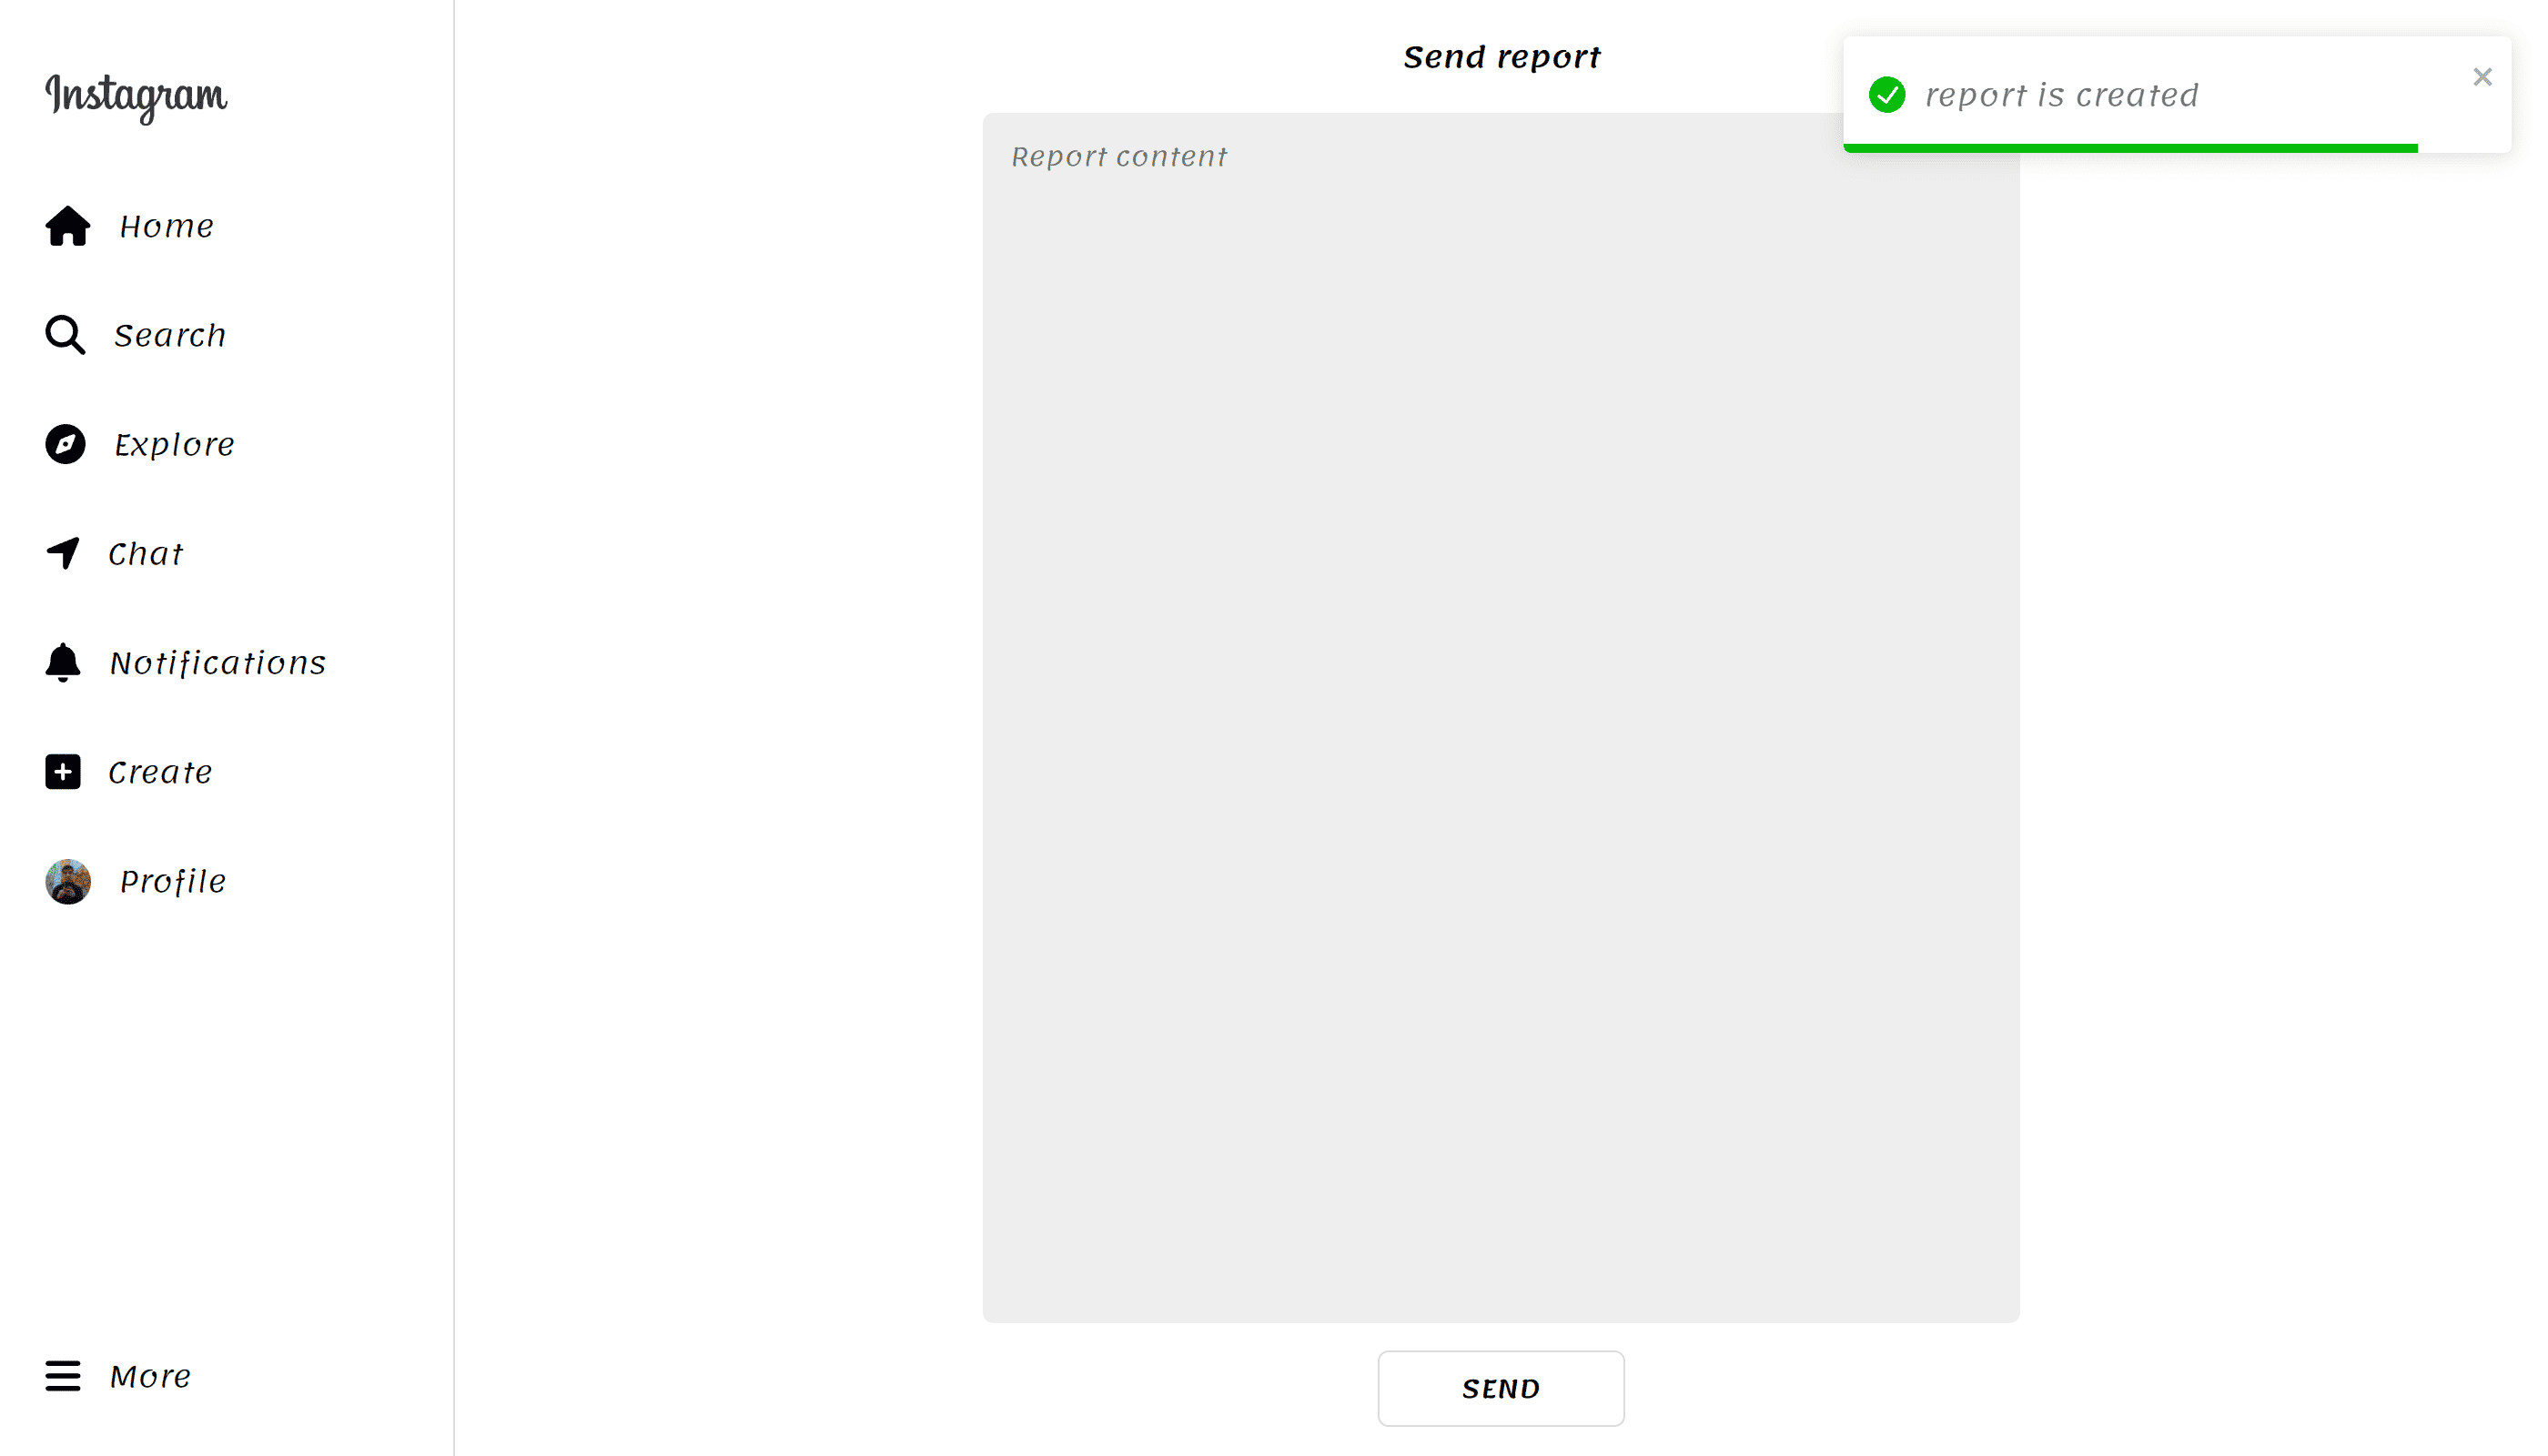 Instagram
Home
Search
Explore
Chat
Notifications
Create
Profile
More
Send report
Report content
SEND
report is created